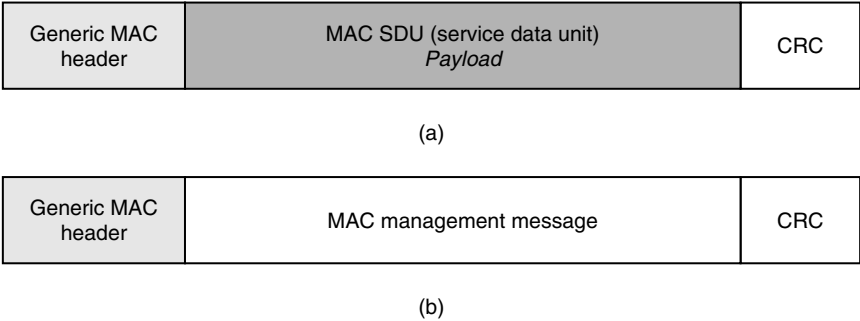 Generic MAC
header
MAC SDU (service data unit)
Payload
CRC
(a)
Generic MAC
header
MAC management message
CRC
(b)